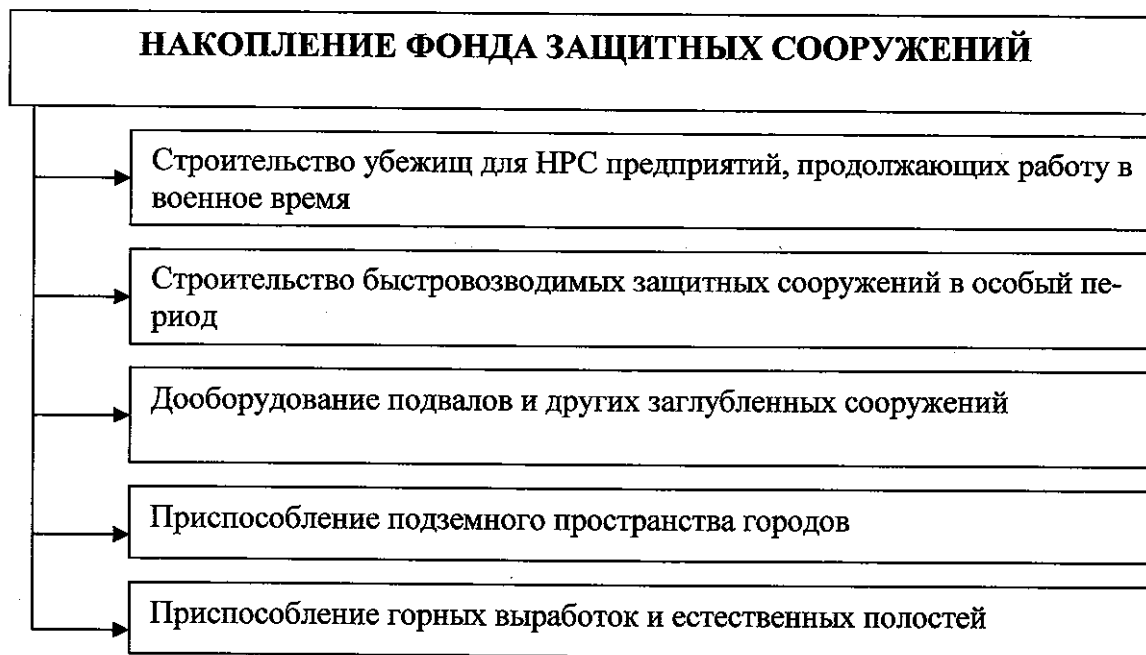 НАКОПЛЕНИЕ ФОНДА ЗАЩИТНЫХ СООРУЖЕНИЙ
Строительство убежищ для НРС предприятий, продолжающих работу в
военное время
Строительство быстровозводимых защитных сооружений в особый пе-
риод
Дооборудование подвалов и других заглубленных сооружений
Приспособление подземного пространства городов
Приспособление горных выработок и естественных полостей